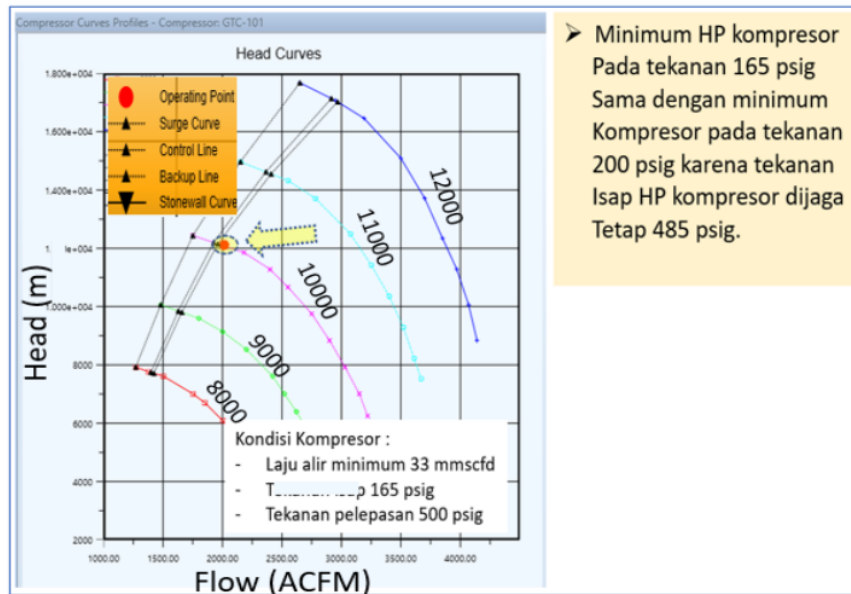 Compressor Curves Profiles - Compressor: GTC-101
Head Curves
1.800e+004
1.600e+004
1.400e+004
1. e+004
1.000e+004
8000
6000
4000
2000
Head (m)
Operating Point
Surge Curve
Control Line
Backup Line
Stonewall Curve
12000
11000
10000
9000
8000
Kondisi Kompresor :
- Laju alir minimum 33 mmscfd
- Tekanan Isap 165 psig
- Tekanan pelepasan 500 psig
1000.00 1500.00 2000.00 2500.00 3000.00 3500.00 4000.00
Flow (ACFM)
➤ Minimum HP kompresor
Pada tekanan 165 psig
Sama dengan minimum
Kompresor pada tekanan
200 psig karena tekanan
Isap HP kompresor dijaga
Tetap 485 psig.